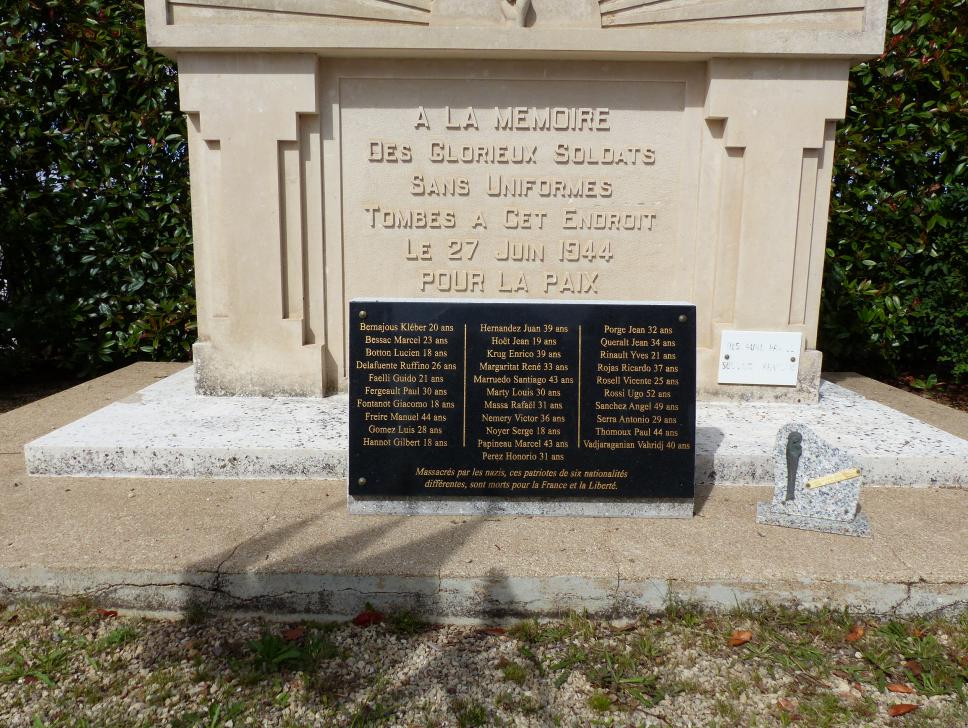 A LA MEMOIRE
DES GLORIEUX SOLDATS
SANS UNIFORMES
TOMBES A CET ENDROIT
LE 27 JUIN 1944
POUR LA PAIX
Bernajous Kléber 20 ans
Bessac Marcel 23 ans
Botton Lucien 18 ans
Delafuente Ruffino 26 ans
Faelli Guido 21 ans
Fergeault Paul 30 ans
Fontanot Giacomo 18 ans
Freire Manuel 44 ans
Gomez Luis 28 ans
Hannot Gilbert 18 ans
Hernandez Juan 39 ans
Hoët Jean 19 ans
Krug Enrico 39 ans
Margaritat René 33 ans
Marruedo Santiago 43 ans
Marty Louis 30 ans
Massa Rafaël 31 ans
Nemery Victor 36 ans
Noyer Serge 18 ans
Papineau Marcel 43 ans
Perez Honorio 31 ans
Porge Jean 32 ans
Queralt Jean 34 ans
Rinault Yves 21 ans
Rojas Ricardo 37 ans
Rosell Vicente 25 ans
Rossi Ugo 52 ans
Sanchez Angel 49 ans
Serra Antonio 29 ans
Thomoux Paul 44 ans
Vadjaraganian Vahridj 40 ans
Massacrés par les nazis, ces patriotes de six nationalités
différentes, sont morts pour la France et la Liberté.